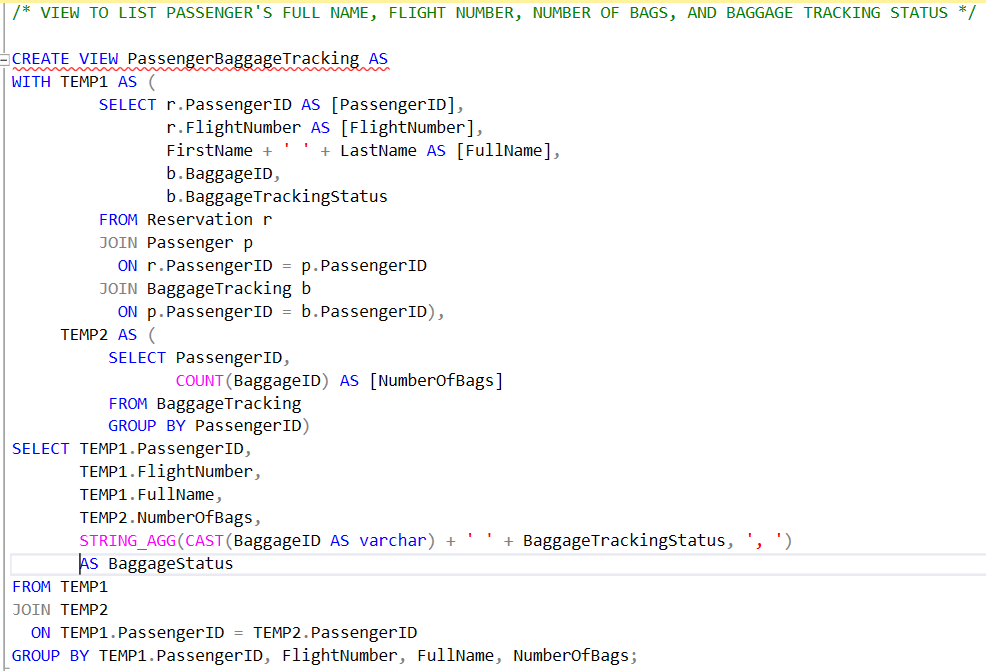 /* VIEW TO LIST PASSENGER'S FULL NAME, FLIGHT NUMBER, NUMBER OF BAGS, AND BAGGAGE TRACKING STATUS */
CREATE VIEW PassengerBaggageTracking AS
WITH TEMP1 AS (
SELECT r.PassengerID AS [PassengerID],
r.FlightNumber AS [FlightNumber],
FirstName + ' ' + LastName AS [FullName],
b.BaggageID,
b.BaggageTrackingStatus
FROM Reservation r
JOIN Passenger p
ON r.PassengerID = p.PassengerID
JOIN BaggageTracking b
ON p.PassengerID = b.PassengerID),
TEMP2 AS (
SELECT PassengerID,
COUNT(BaggageID) AS [NumberOfBags]
FROM BaggageTracking
GROUP BY PassengerID)
SELECT TEMP1.PassengerID,
TEMP1.FlightNumber,
TEMP1.FullName,
TEMP2.NumberOfBags,
STRING_AGG(CAST(BaggageID AS varchar) + ' ' + BaggageTrackingStatus, ', ')
AS BaggageStatus
FROM TEMP1
JOIN TEMP2
ON TEMP1.PassengerID = TEMP2.PassengerID
GROUP BY TEMP1.PassengerID, FlightNumber, FullName, NumberOfBags;